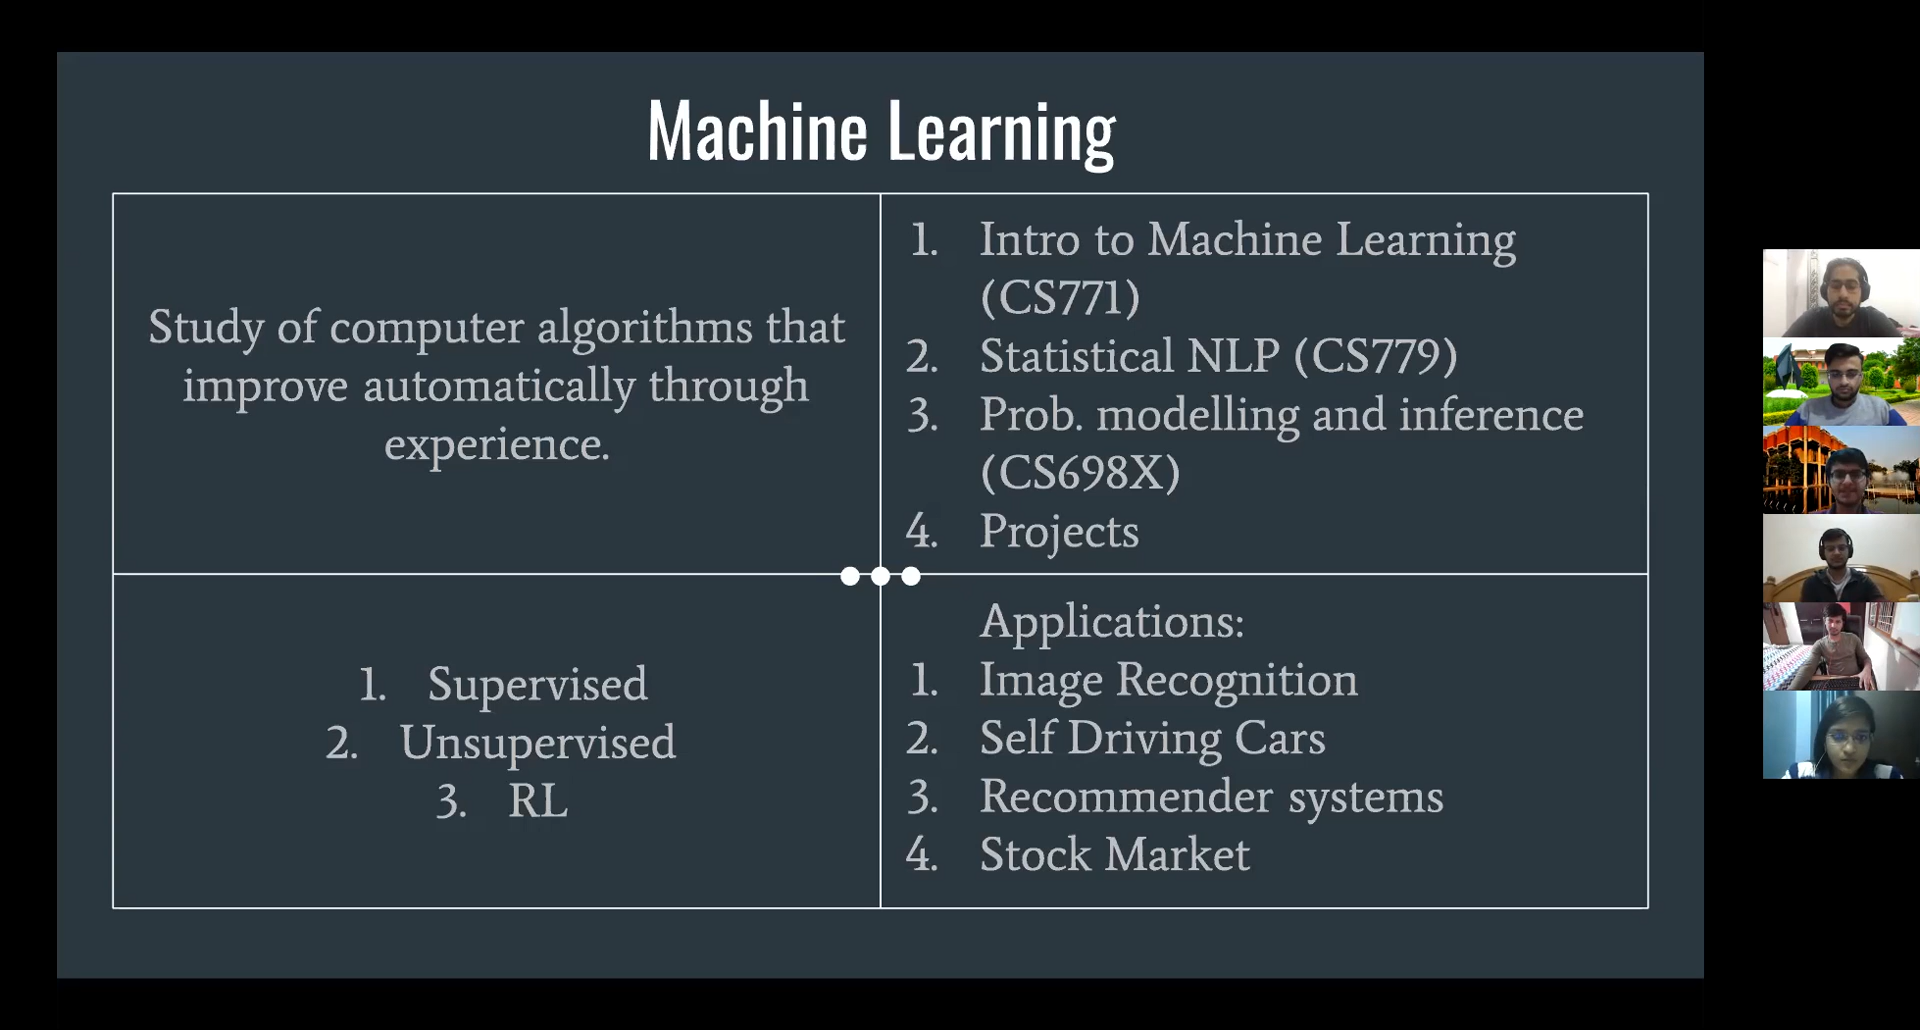 Machine Learning
Study of computer algorithms that
improve automatically through
experience.
1. Intro to Machine Learning
(CS771)
2. Statistical NLP (CS779)
3. Prob. modelling and inference
(CS698X)
4. Projects
1. Supervised
2. Unsupervised
3. RL
Applications:
1. Image Recognition
2. Self Driving Cars
3. Recommender systems
4. Stock Market